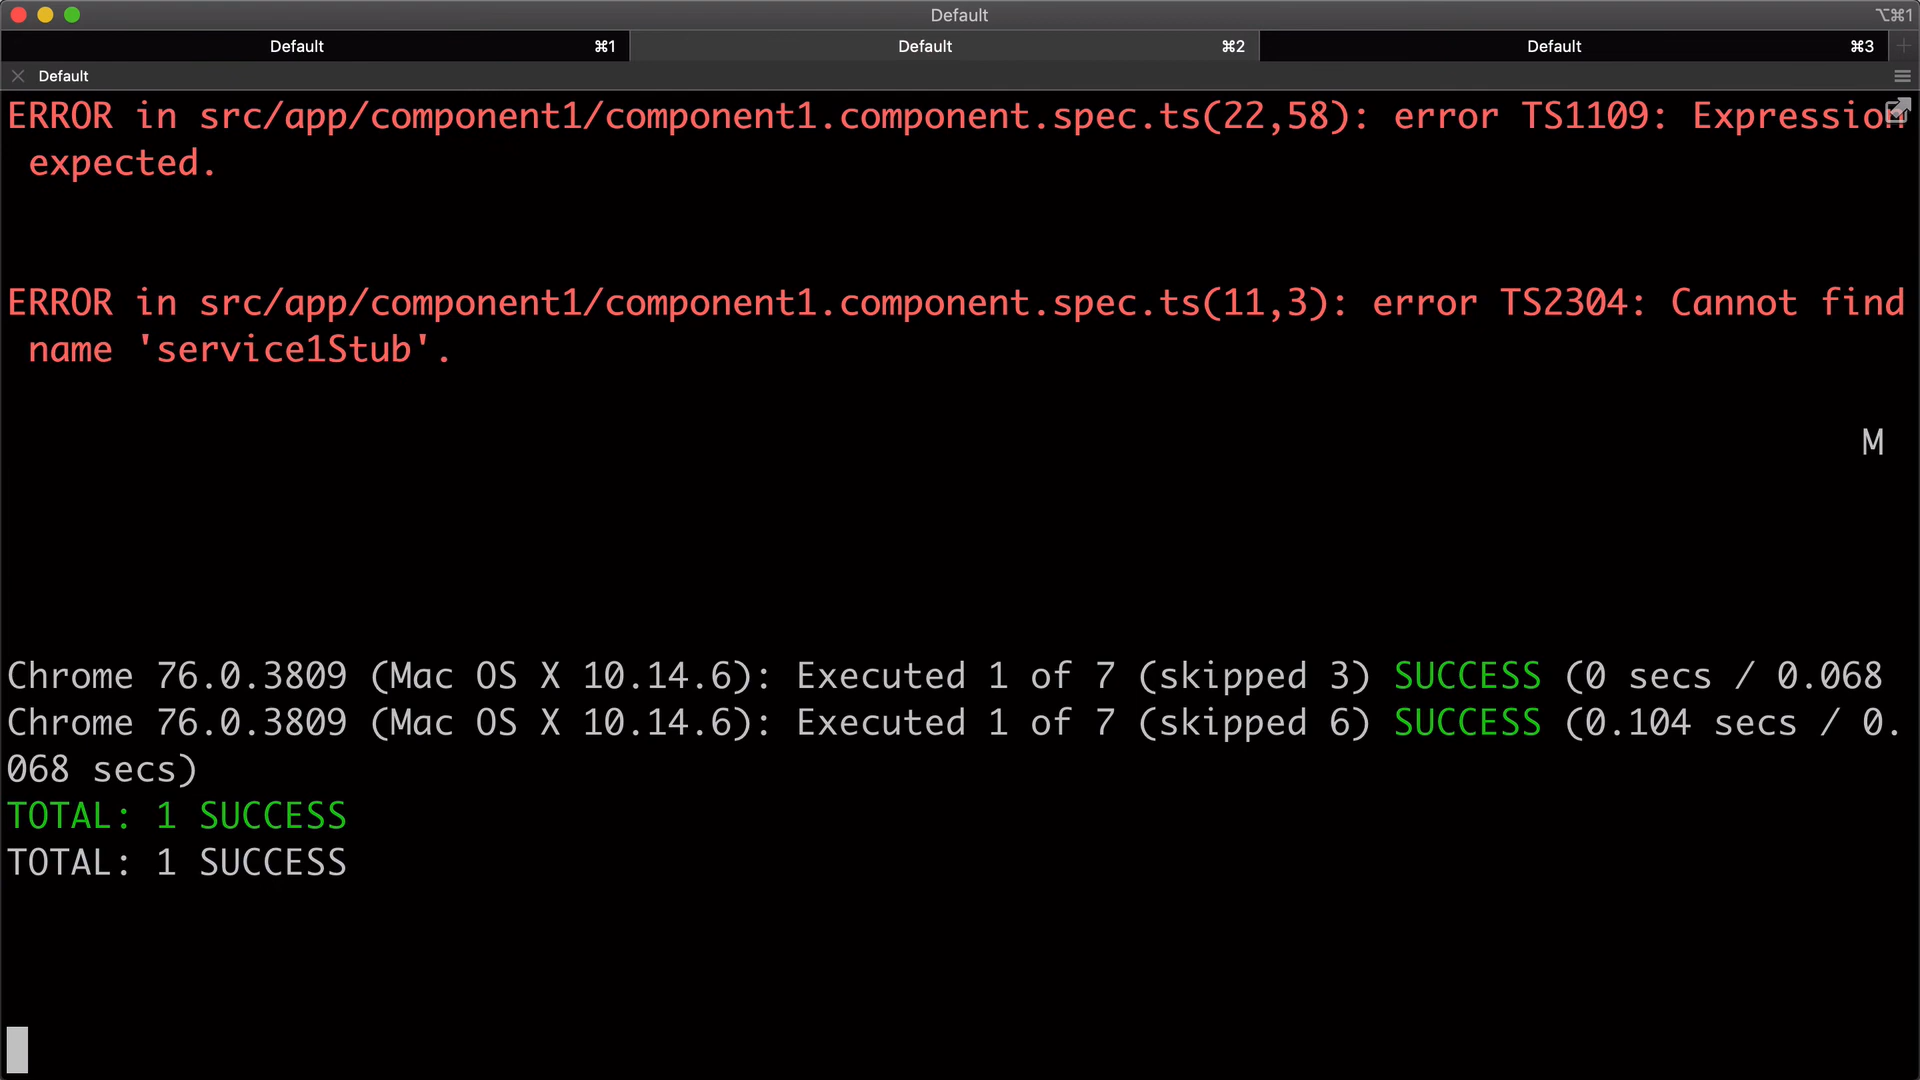 Default
⌥⌘1
Default ⌘1
Default ⌘2
Default ⌘3
Default
ERROR in src/app/component1/component1.component.spec.ts(22,58): error TS1109: Expression
expected.
ERROR in src/app/component1/component1.component.spec.ts(11,3): error TS2304: Cannot find
name 'service1Stub'.
M
Chrome 76.0.3809 (Mac OS X 10.14.6): Executed 1 of 7 (skipped 3) SUCCESS (0 secs / 0.068
Chrome 76.0.3809 (Mac OS X 10.14.6): Executed 1 of 7 (skipped 6) SUCCESS (0.104 secs / 0.
068 secs)
TOTAL: 1 SUCCESS
TOTAL: 1 SUCCESS